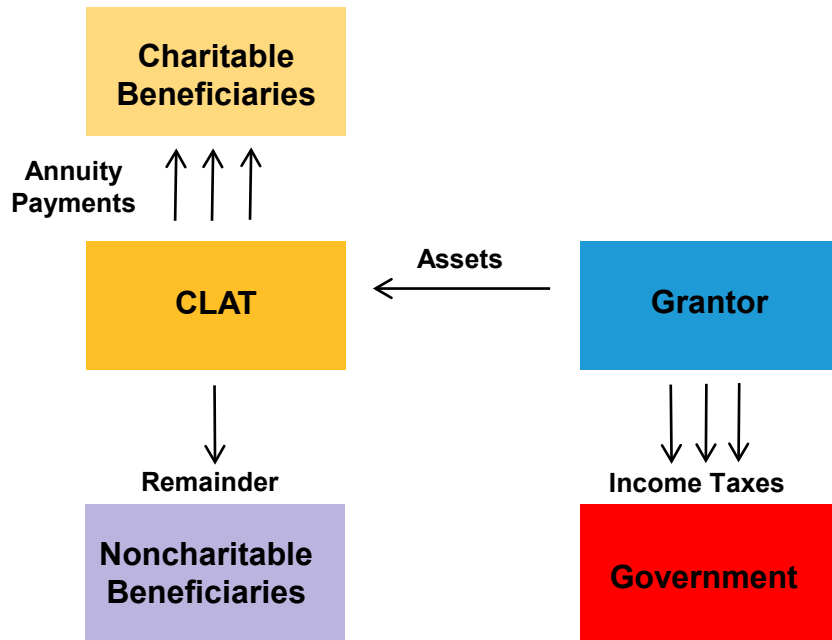 Charitable
Beneficiaries
Annuity
Payments
CLAT
Assets
Grantor
Remainder
Income Taxes
Noncharitable
Beneficiaries
Government